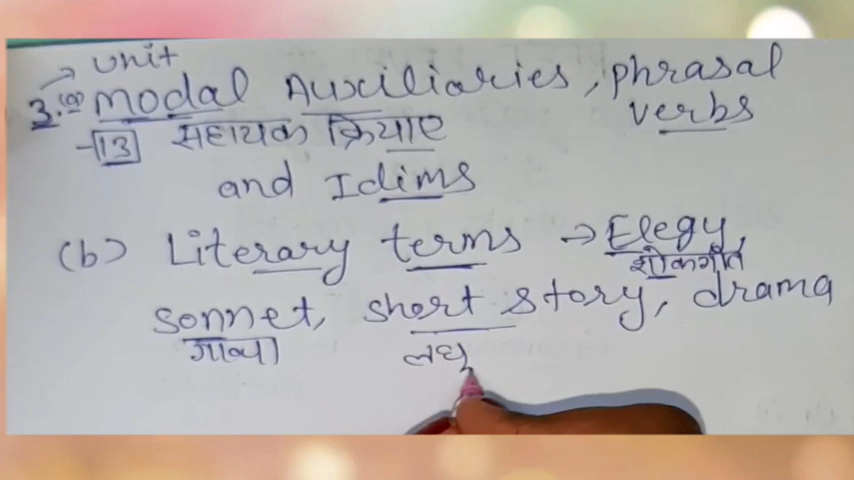 → Unit
3.(a) modal Auxiliaries, phrasal
verbs
-13 सहायक क्रियाए
and Idims
(b) Literary terms → Elegy,
शोकगीत
sonnet, short story, drama
लघु